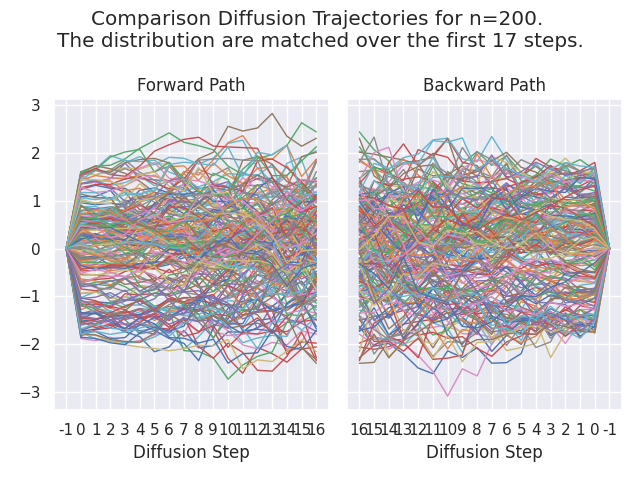 Comparison Diffusion Trajectories for n=200.
The distribution are matched over the first 17 steps.
Forward Path
Backward Path
3
2
1
0
−1
−2
−3
-1 0 1 2 3 4 5 6 7 8 9 10 11 12 13 14 15 16
16 15 14 13 12 11 10 9 8 7 6 5 4 3 2 1 0 -1
Diffusion Step
Diffusion Step